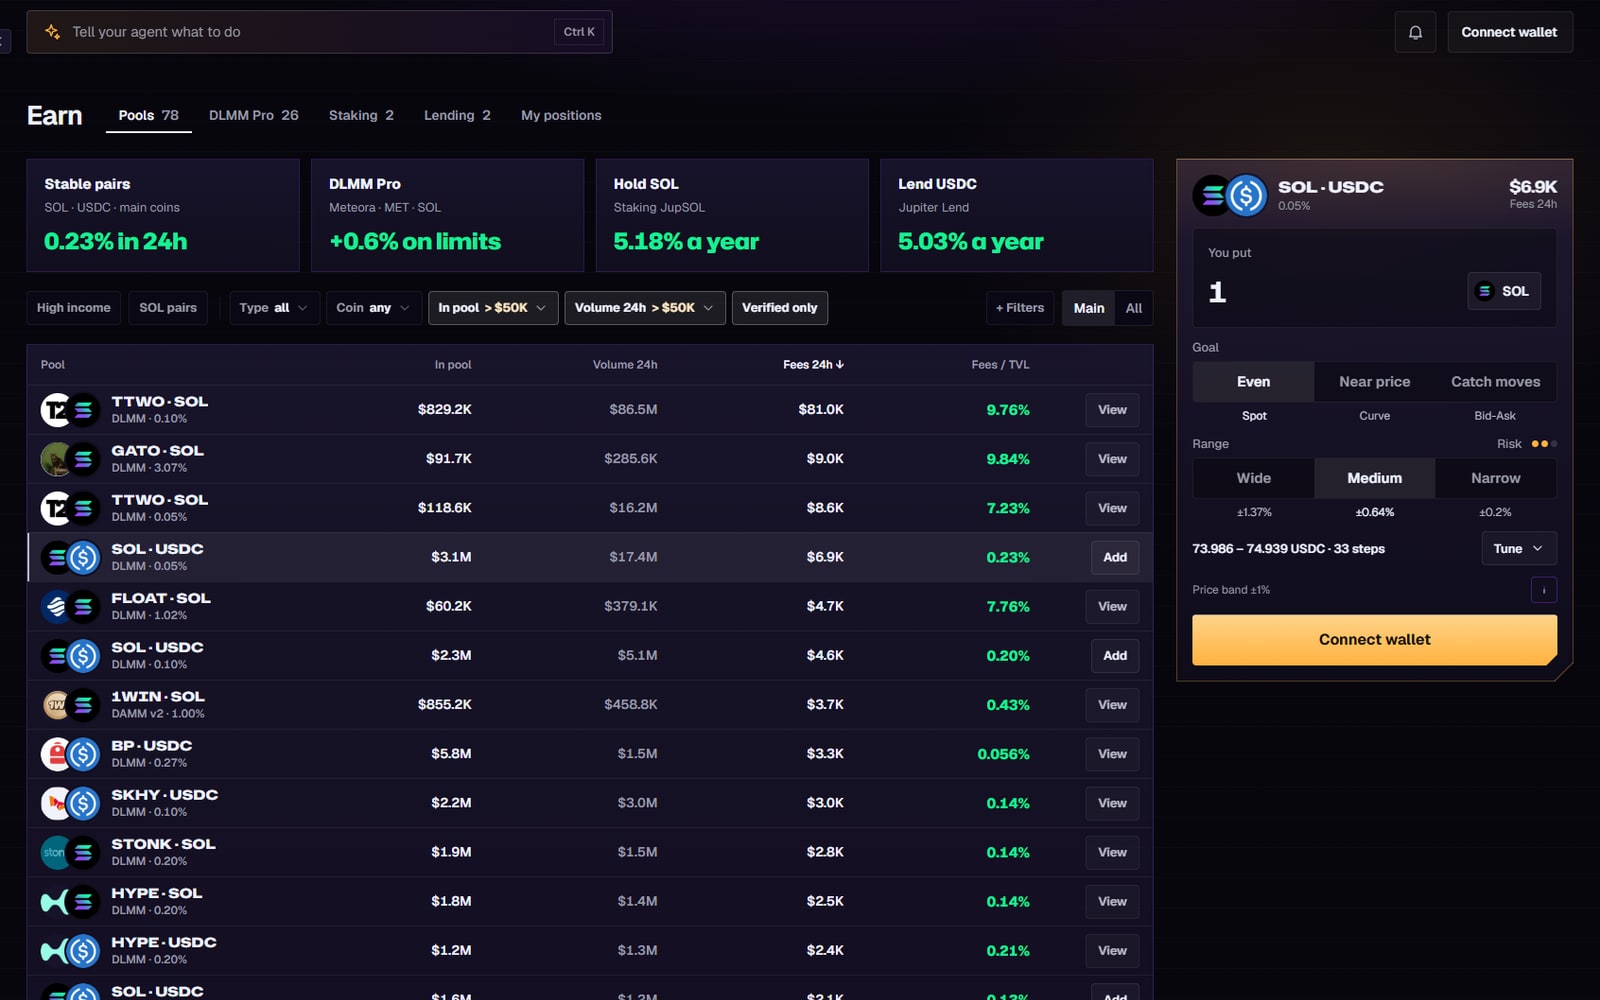 Tell your agent what to do
Ctrl K
Connect wallet
Earn
Pools 78
DLMM Pro 26
Staking 2
Lending 2
My positions
Stable pairs
SOL · USDC · main coins
0.23% in 24h
DLMM Pro
Meteora · MET · SOL
+0.6% on limits
Hold SOL
Staking JupSOL
5.18% a year
Lend USDC
Jupiter Lend
5.03% a year
High income
SOL pairs
Type all
Coin any
In pool > $50K
Volume 24h > $50K
Verified only
+ Filters
Main
All
Pool In pool Volume 24h Fees 24h ↓ Fees / TVL
TTWO · SOL
DLMM · 0.10%
$829.2K $86.5M $81.0K 9.76% View
GATO · SOL
DLMM · 3.07%
$91.7K $285.6K $9.0K 9.84% View
TTWO · SOL
DLMM · 0.05%
$118.6K $16.2M $8.6K 7.23% View
SOL · USDC
DLMM · 0.05%
$3.1M $17.4M $6.9K 0.23% Add
FLOAT · SOL
DLMM · 1.02%
$60.2K $379.1K $4.7K 7.76% View
SOL · USDC
DLMM · 0.10%
$2.3M $5.1M $4.6K 0.20% Add
1WIN · SOL
DAMM v2 · 1.00%
$855.2K $458.8K $3.7K 0.43% View
BP · USDC
DLMM · 0.27%
$5.8M $1.5M $3.3K 0.056% View
SKHY · USDC
DLMM · 0.10%
$2.2M $3.0M $3.0K 0.14% View
STONK · SOL
DLMM · 0.20%
$1.9M $1.5M $2.8K 0.14% View
HYPE · SOL
DLMM · 0.20%
$1.8M $1.4M $2.5K 0.14% View
HYPE · USDC
DLMM · 0.20%
$1.2M $1.3M $2.4K 0.21% View
SOL · USDC
SOL · USDC
0.05%
$6.9K
Fees 24h
You put
1
SOL
Goal
Even Near price Catch moves
Spot Curve Bid-Ask
Range Risk
Wide Medium Narrow
±1.37% ±0.64% ±0.2%
73.986 – 74.939 USDC · 33 steps
Tune
Price band ±1%
i
Connect wallet